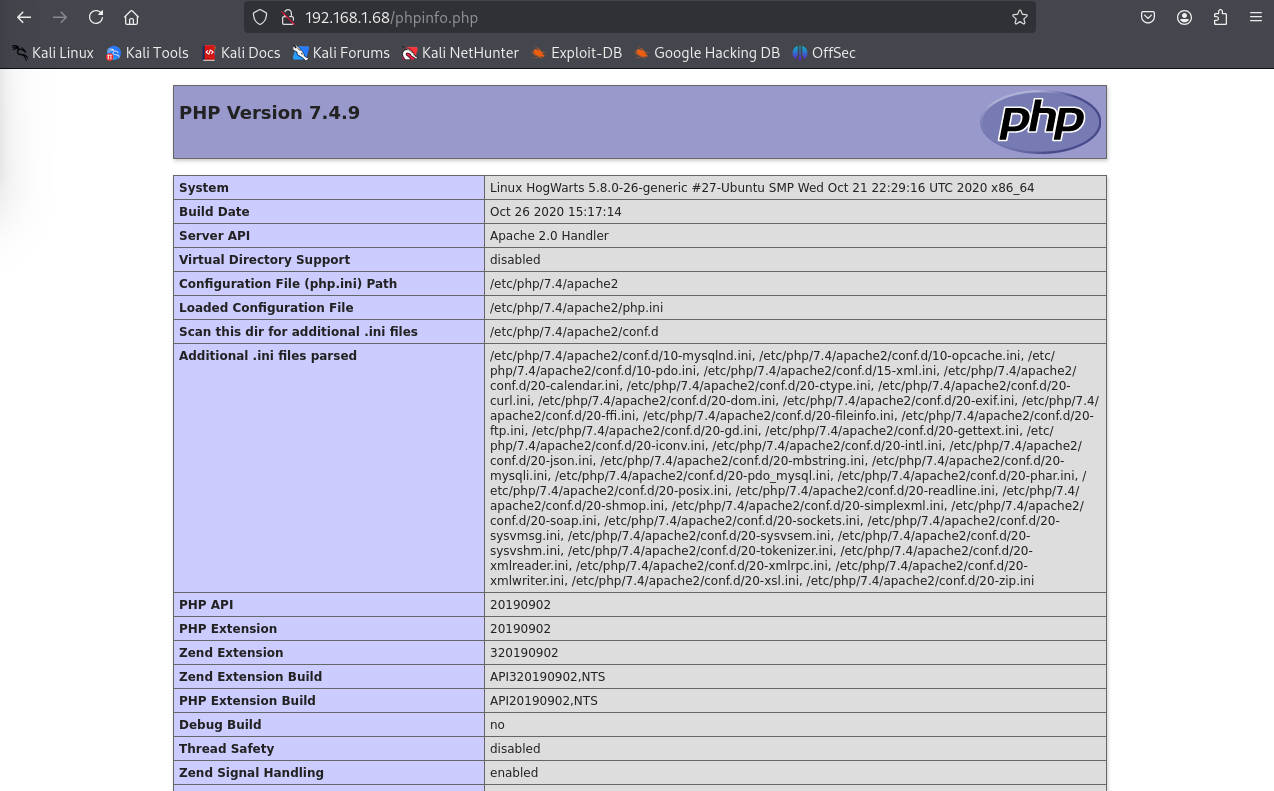 192.168.1.68/phpinfo.php
Kali Linux Kali Tools Kali Docs Kali Forums Kali NetHunter Exploit-DB Google Hacking DB OffSec
PHP Version 7.4.9
php
System Linux HogWarts 5.8.0-26-generic #27-Ubuntu SMP Wed Oct 21 22:29:16 UTC 2020 x86_64
Build Date Oct 26 2020 15:17:14
Server API Apache 2.0 Handler
Virtual Directory Support disabled
Configuration File (php.ini) Path /etc/php/7.4/apache2
Loaded Configuration File /etc/php/7.4/apache2/php.ini
Scan this dir for additional .ini files /etc/php/7.4/apache2/conf.d
Additional .ini files parsed /etc/php/7.4/apache2/conf.d/10-mysqlnd.ini, /etc/php/7.4/apache2/conf.d/10-opcache.ini, /etc/
php/7.4/apache2/conf.d/10-pdo.ini, /etc/php/7.4/apache2/conf.d/15-xml.ini, /etc/php/7.4/apache2/
conf.d/20-calendar.ini, /etc/php/7.4/apache2/conf.d/20-ctype.ini, /etc/php/7.4/apache2/conf.d/20-
curl.ini, /etc/php/7.4/apache2/conf.d/20-dom.ini, /etc/php/7.4/apache2/conf.d/20-exif.ini, /etc/php/7.4/
apache2/conf.d/20-ffi.ini, /etc/php/7.4/apache2/conf.d/20-fileinfo.ini, /etc/php/7.4/apache2/conf.d/20-
ftp.ini, /etc/php/7.4/apache2/conf.d/20-gd.ini, /etc/php/7.4/apache2/conf.d/20-gettext.ini, /etc/
php/7.4/apache2/conf.d/20-iconv.ini, /etc/php/7.4/apache2/conf.d/20-intl.ini, /etc/php/7.4/apache2/
conf.d/20-json.ini, /etc/php/7.4/apache2/conf.d/20-mbstring.ini, /etc/php/7.4/apache2/conf.d/20-
mysqli.ini, /etc/php/7.4/apache2/conf.d/20-pdo_mysql.ini, /etc/php/7.4/apache2/conf.d/20-phar.ini, /
etc/php/7.4/apache2/conf.d/20-posix.ini, /etc/php/7.4/apache2/conf.d/20-readline.ini, /etc/php/7.4/
apache2/conf.d/20-shmop.ini, /etc/php/7.4/apache2/conf.d/20-simplexml.ini, /etc/php/7.4/apache2/
conf.d/20-soap.ini, /etc/php/7.4/apache2/conf.d/20-sockets.ini, /etc/php/7.4/apache2/conf.d/20-
sysvmsg.ini, /etc/php/7.4/apache2/conf.d/20-sysvsem.ini, /etc/php/7.4/apache2/conf.d/20-
sysvshm.ini, /etc/php/7.4/apache2/conf.d/20-tokenizer.ini, /etc/php/7.4/apache2/conf.d/20-
xmlreader.ini, /etc/php/7.4/apache2/conf.d/20-xmlrpc.ini, /etc/php/7.4/apache2/conf.d/20-
xmlwriter.ini, /etc/php/7.4/apache2/conf.d/20-xsl.ini, /etc/php/7.4/apache2/conf.d/20-zip.ini
PHP API 20190902
PHP Extension 20190902
Zend Extension 320190902
Zend Extension Build API320190902,NTS
PHP Extension Build API20190902,NTS
Debug Build no
Thread Safety disabled
Zend Signal Handling enabled